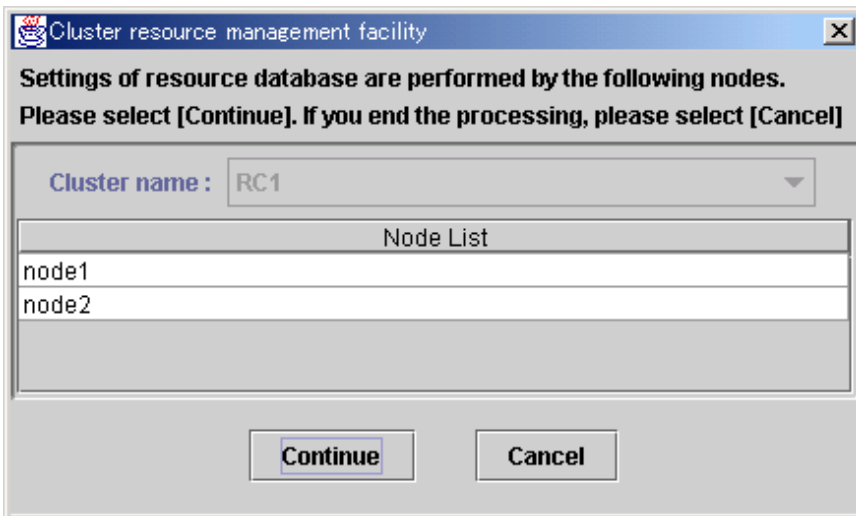 Cluster resource management facility
Settings of resource database are performed by the following nodes.
Please select [Continue]. If you end the processing, please select [Cancel]
Cluster name : RC1
Node List
node1
node2
Continue Cancel